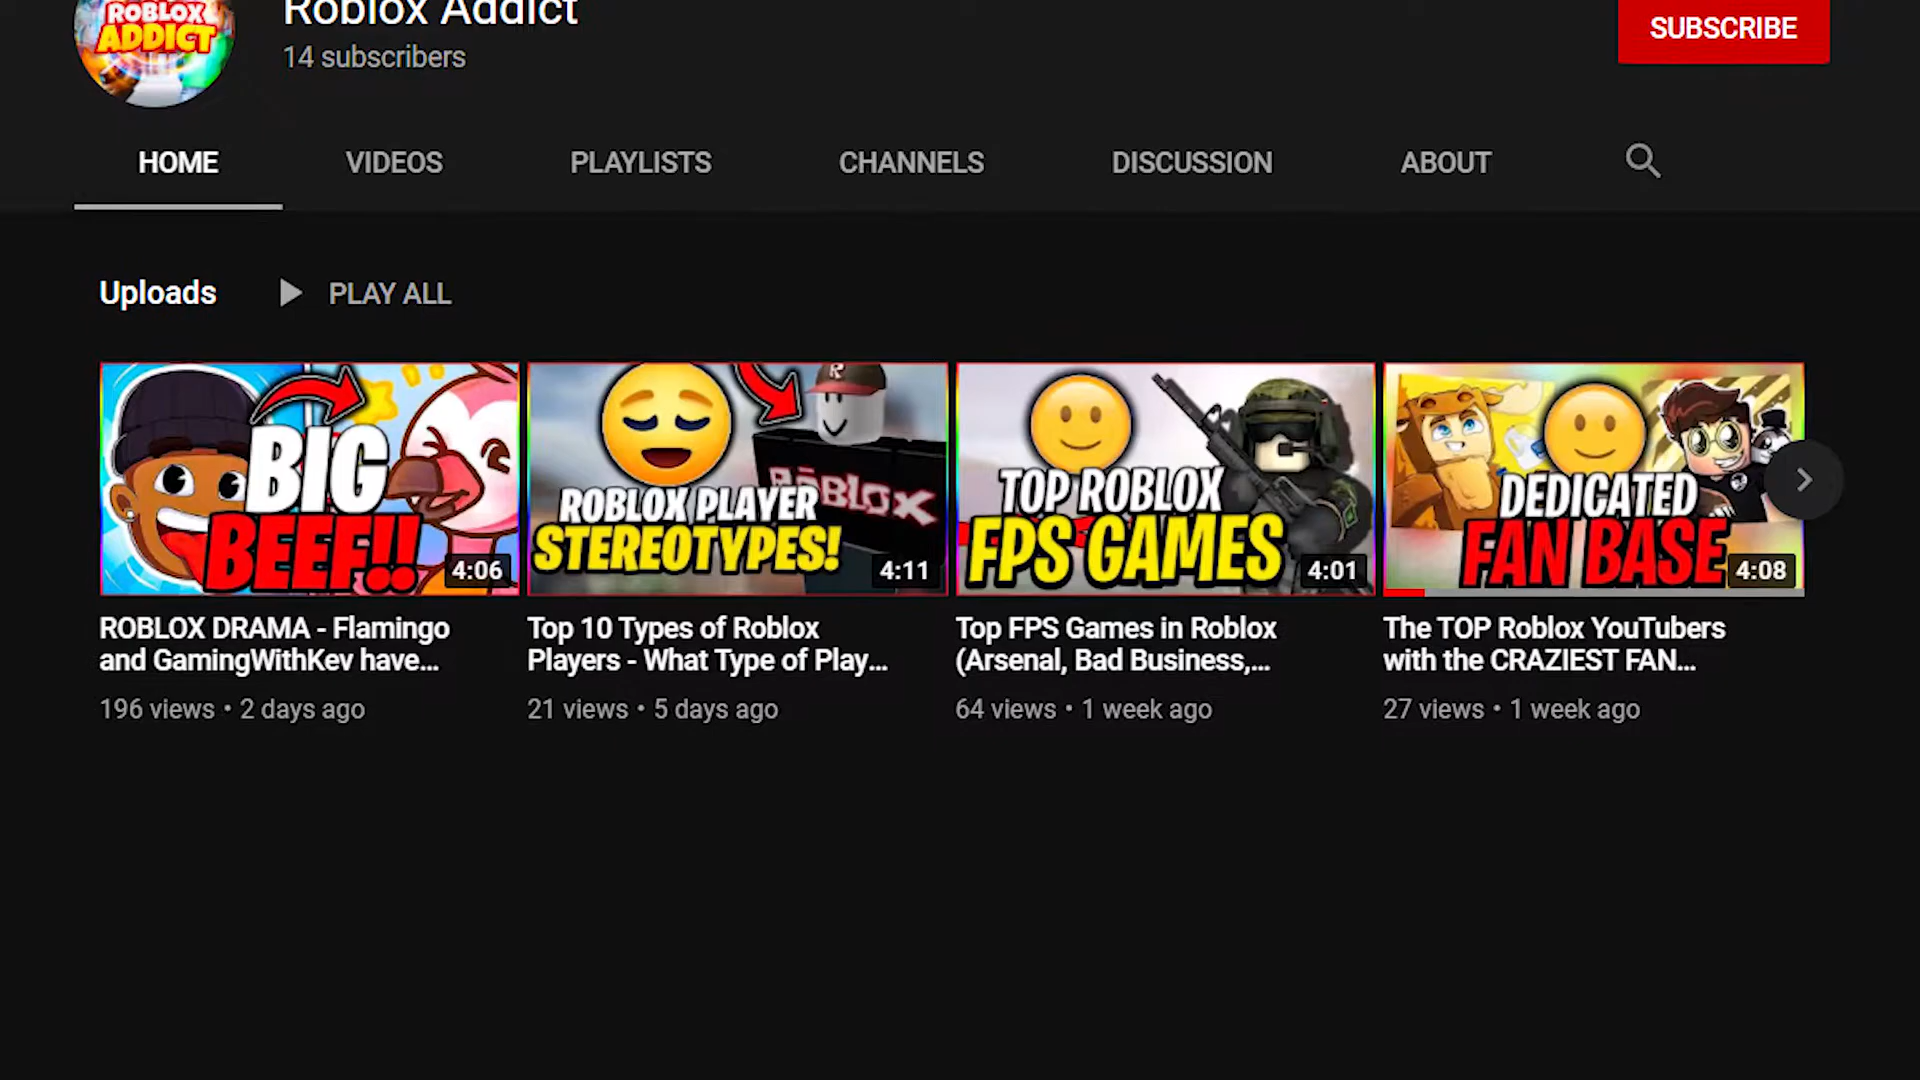 ROBLOX
ADDICT
Roblox Addict
14 subscribers
SUBSCRIBE
HOME
VIDEOS
PLAYLISTS
CHANNELS
DISCUSSION
ABOUT
Uploads
PLAY ALL
BIG
BEEF!!
4:06
R
ROBLOX
ROBLOX PLAYER
STEREOTYPES!
4:11
TOP ROBLOX
FPS GAMES
4:01
DEDICATED
FAN BASE
4:08
ROBLOX DRAMA - Flamingo
and GamingWithKev have...
196 views • 2 days ago
Top 10 Types of Roblox
Players - What Type of Play...
21 views • 5 days ago
Top FPS Games in Roblox
(Arsenal, Bad Business,...
64 views • 1 week ago
The TOP Roblox YouTubers
with the CRAZIEST FAN...
27 views • 1 week ago